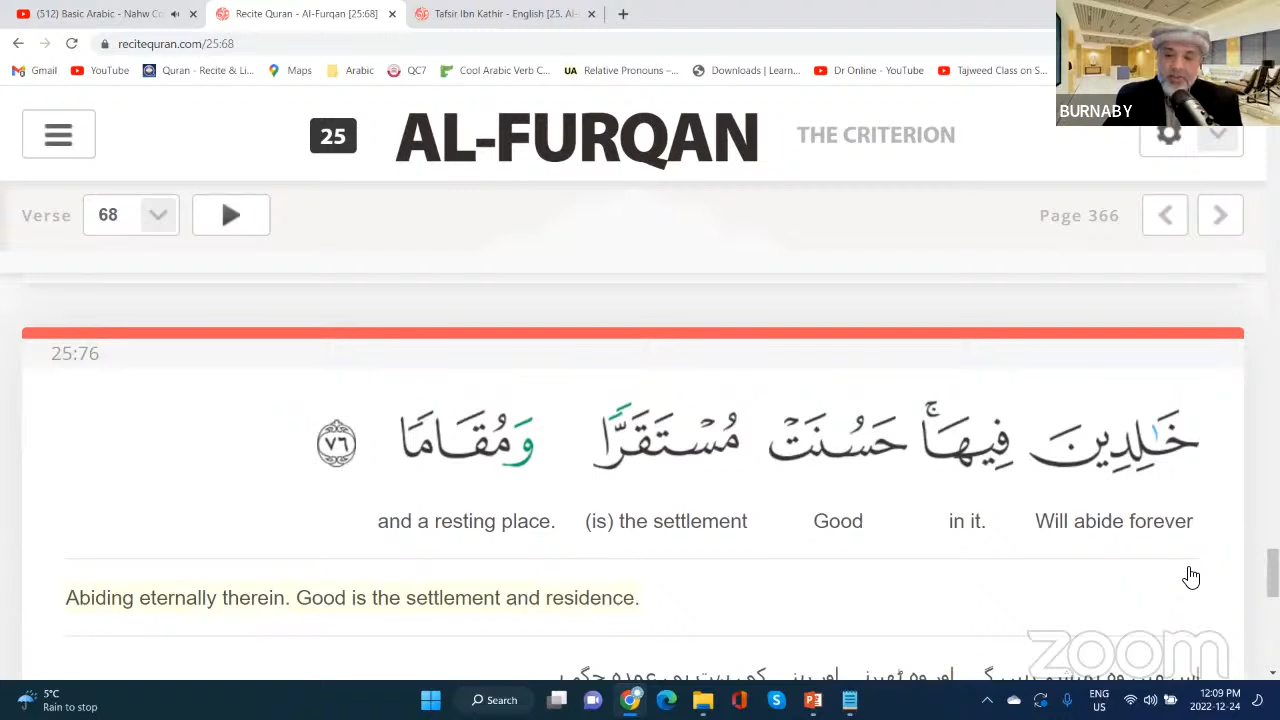 (512) Basic Arabic - Nahw Co
Recite Quran - Al-Furqan [25:68]
Tafsir Ibn Kathir - English [25. Al-
recitequran.com/25:68
Gmail YouTube Quran - Recite & Li... Maps Arabic QC7 Cool Arabic Verb C... UA Relative Pronouns –... Downloads | Learn... Dr Online - YouTube Tajweed Class on S...
BURNABY
25 AL-FURQAN THE CRITERION
Verse 68 Page 366
25:76
خَٰلِدِينَ فِيهَاۚ حَسُنَتْ مُسْتَقَرًّا وَمُقَامًا ٧٦
and a resting place. (is) the settlement Good in it. Will abide forever
Abiding eternally therein. Good is the settlement and residence.
zoom
5°C
Rain to stop
Search
ENG
US
12:09 PM
2022-12-24